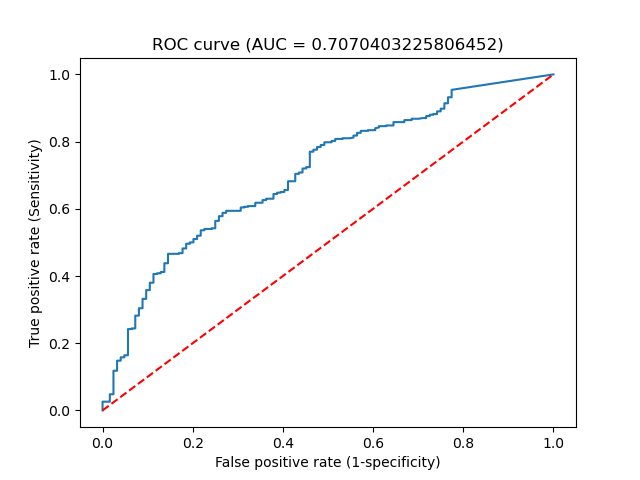 ROC curve (AUC = 0.7070403225806452)
True positive rate (Sensitivity)
1.0
0.8
0.6
0.4
0.2
0.0
0.0 0.2 0.4 0.6 0.8 1.0
False positive rate (1-specificity)